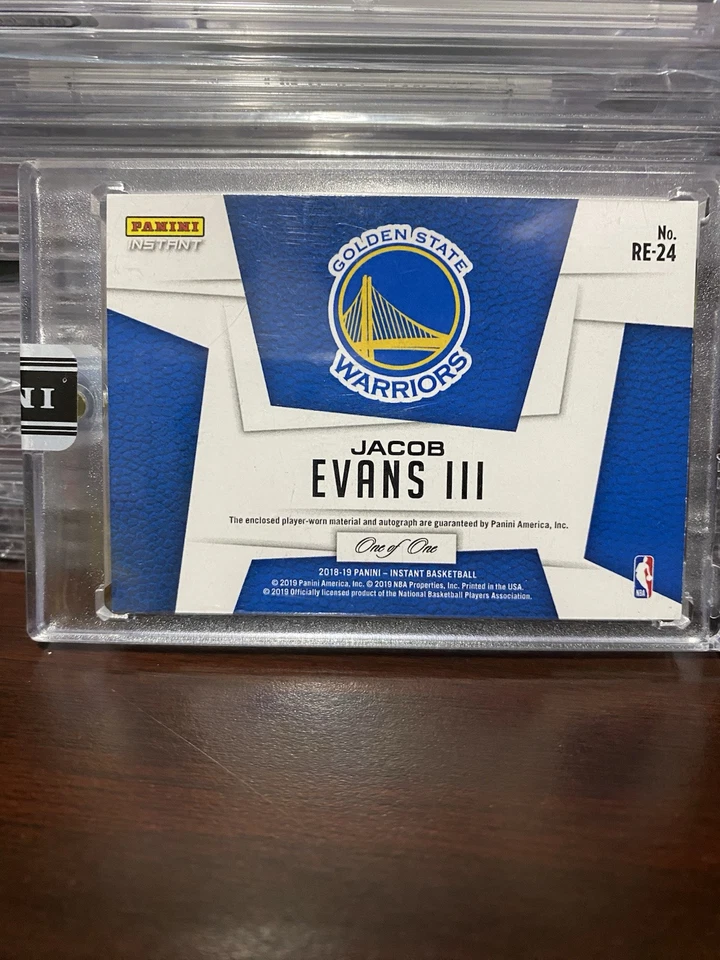 PANINI
INSTANT
No.
RE-24
GOLDEN STATE
WARRIORS
NI
JACOB
EVANS III
The enclosed player-worn material and autograph are guaranteed by Panini America, Inc.
One of One
2018-19 PANINI – INSTANT BASKETBALL
© 2019 Panini America, Inc. © 2019 NBA Properties, Inc. Printed in the USA.
© 2019 Officially licensed product of the National Basketball Players Association.
NBA